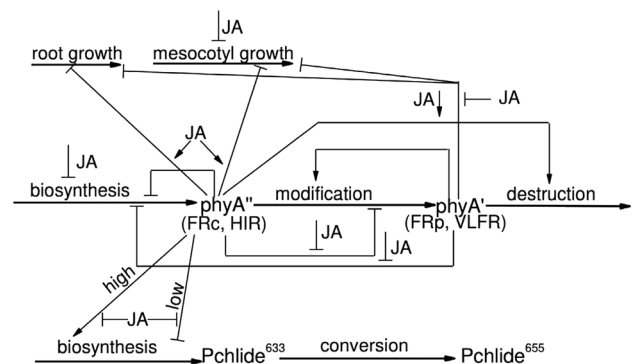 JA
root growth
mesocotyl growth
JA
JA
JA
JA
biosynthesis
phyA"
modification
phyA'
destruction
(FRc, HIR)
(FRp, VLFR)
JA
JA
high
low
JA
biosynthesis
Pchlide633
conversion
Pchlide655